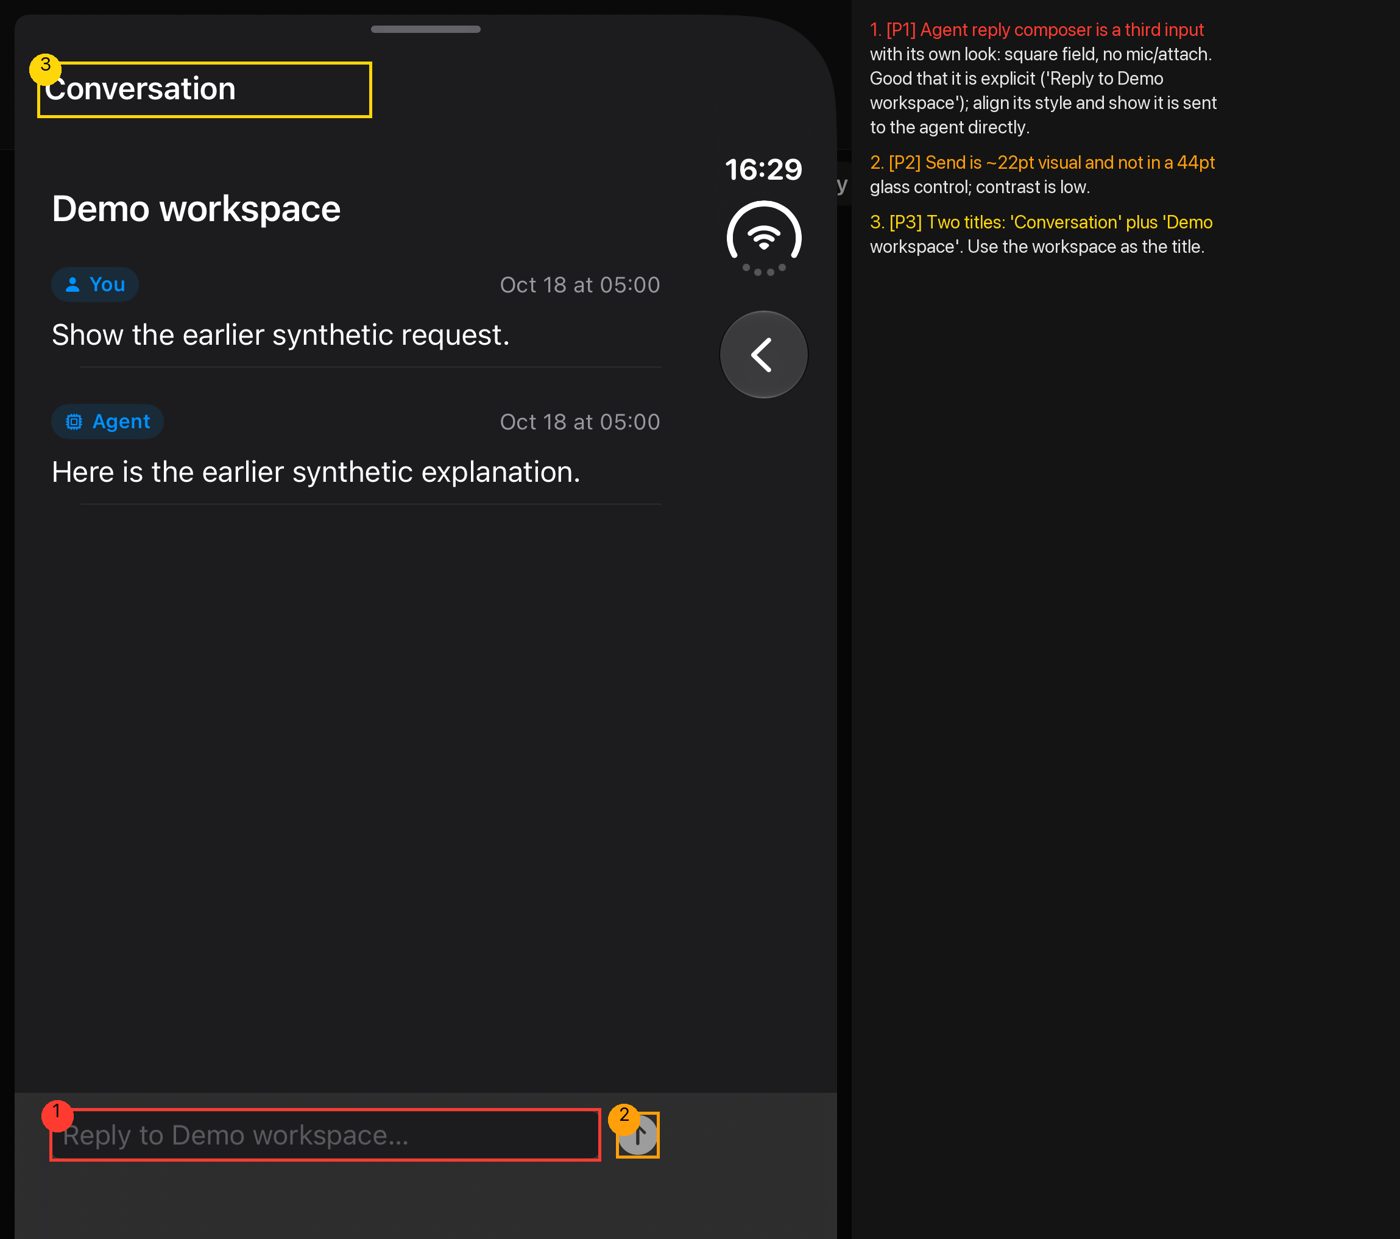 3
Conversation
16:29
y
Demo workspace
You
Oct 18 at 05:00
Show the earlier synthetic request.
Agent
Oct 18 at 05:00
Here is the earlier synthetic explanation.
1
Reply to Demo workspace...
2
1. [P1] Agent reply composer is a third input
with its own look: square field, no mic/attach.
Good that it is explicit ('Reply to Demo
workspace'); align its style and show it is sent
to the agent directly.
2. [P2] Send is ~22pt visual and not in a 44pt
glass control; contrast is low.
3. [P3] Two titles: 'Conversation' plus 'Demo
workspace'. Use the workspace as the title.